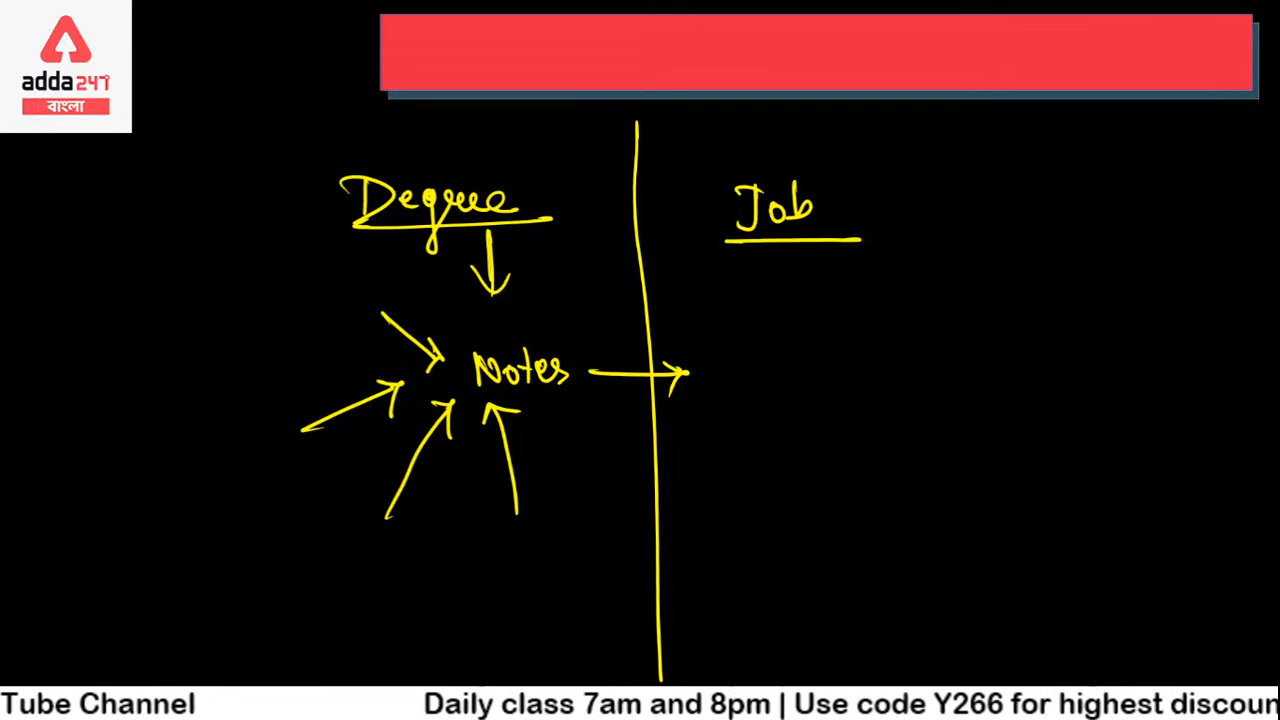 adda247
বাংলা
Degree
Job
Notes
Tube Channel
Daily class 7am and 8pm | Use code Y266 for highest discoun